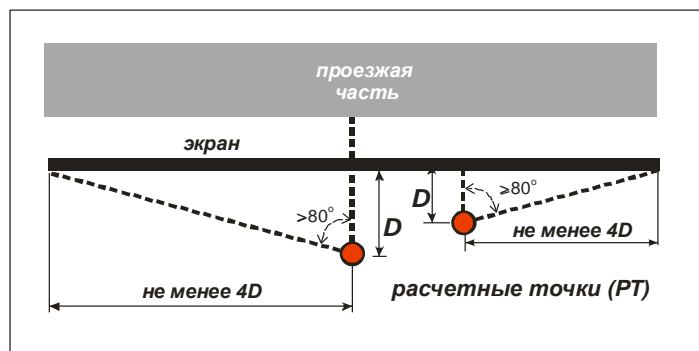 проезжая
часть
экран
>80°
D
D
≥80°
не менее 4D
не менее 4D
расчетные точки (РТ)